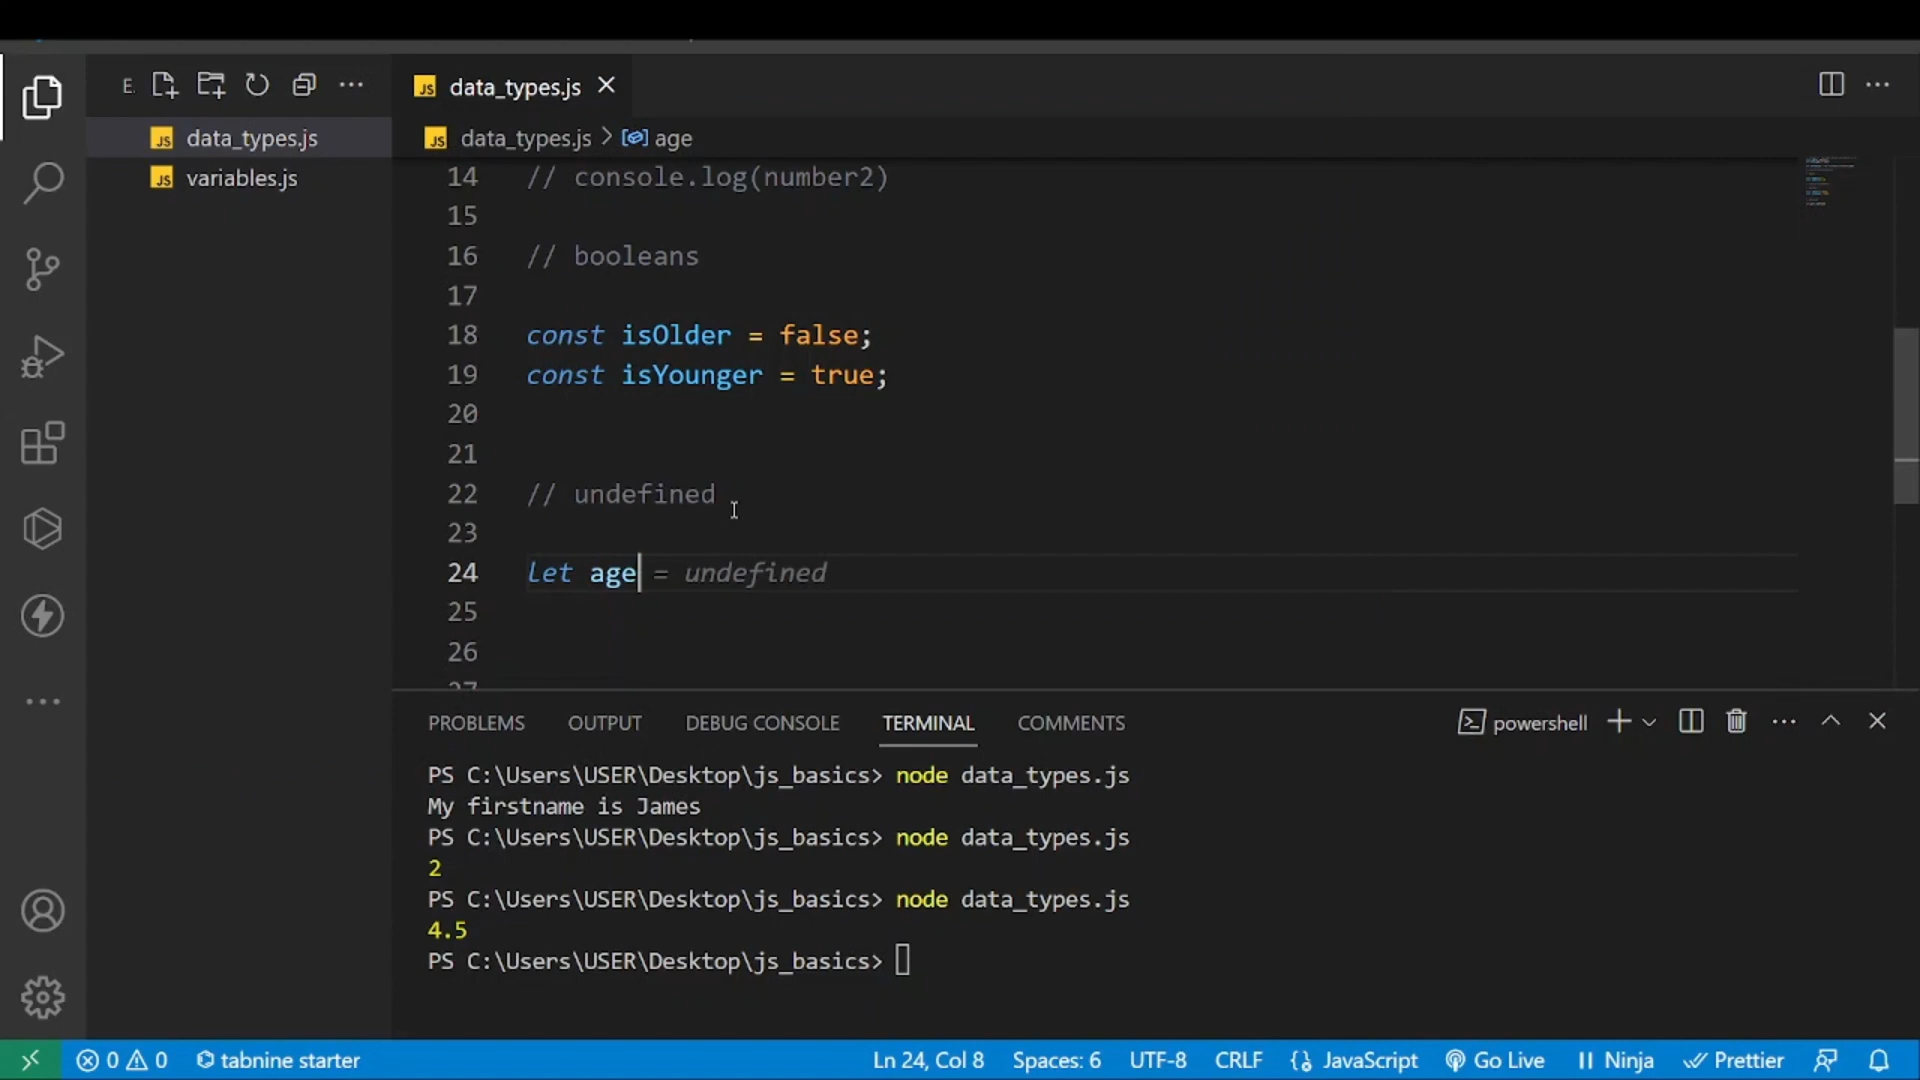 E.
data_types.js
variables.js
data_types.js
data_types.js > age
14 // console.log(number2)
15
16 // booleans
17
18 const isOlder = false;
19 const isYounger = true;
20
21
22 // undefined
23
24 let age = undefined
25
26
27
PROBLEMS OUTPUT DEBUG CONSOLE TERMINAL COMMENTS powershell
PS C:\Users\USER\Desktop\js_basics> node data_types.js
My firstname is James
PS C:\Users\USER\Desktop\js_basics> node data_types.js
2
PS C:\Users\USER\Desktop\js_basics> node data_types.js
4.5
PS C:\Users\USER\Desktop\js_basics>
0 0 tabnine starter Ln 24, Col 8 Spaces: 6 UTF-8 CRLF {} JavaScript Go Live Ninja Prettier